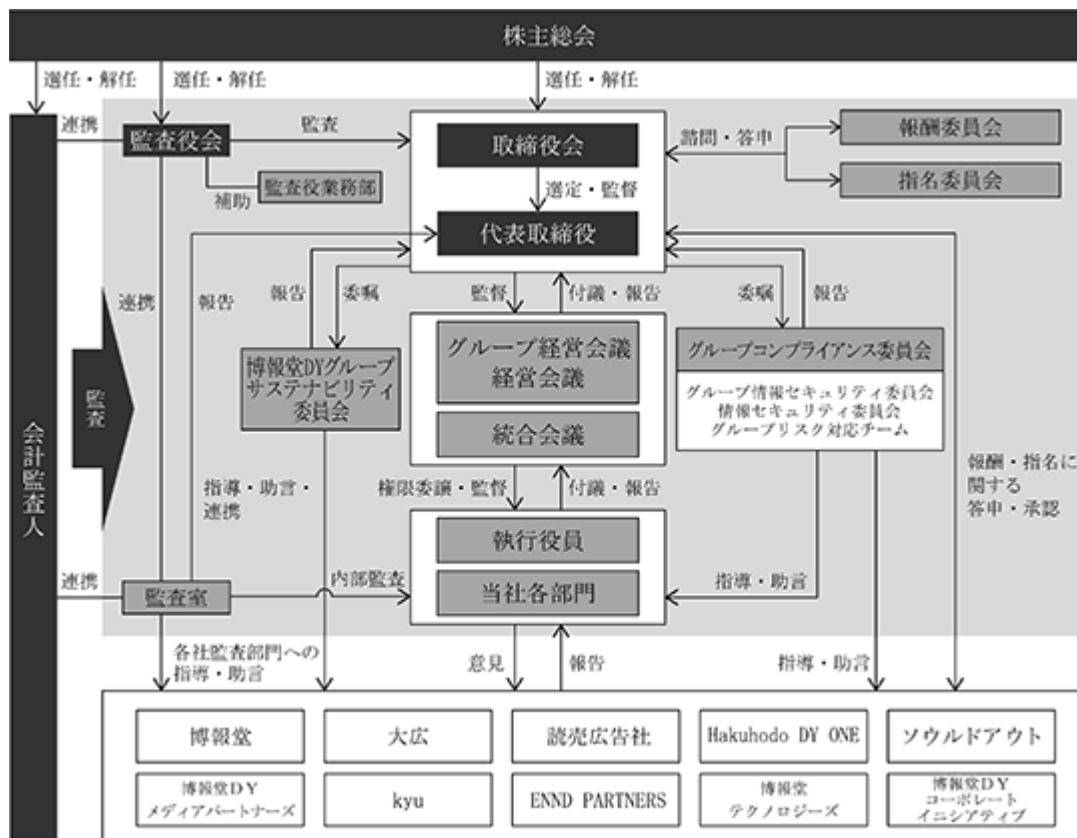 株主総会
選任・解任
選任・解任
選任・解任
連携
監査役会
監査
取締役会
諮問・答申
報酬委員会
指名委員会
補助
監査役業務部
選定・監督
代表取締役
連携
報告
報告
委嘱
監督
付議・報告
委嘱
報告
監査
会計監査人
博報堂DYグループ
サステナビリティ
委員会
グループ経営会議
経営会議
統合会議
グループコンプライアンス委員会
グループ情報セキュリティ委員会
情報セキュリティ委員会
グループリスク対応チーム
指導・助言・
連携
権限委譲・監督
付議・報告
報酬・指名に
関する
答申・承認
執行役員
当社各部門
連携
監査室
内部監査
指導・助言
各社監査部門への
指導・助言
意見
報告
指導・助言
博報堂
大広
読売広告社
Hakuhodo DY ONE
ソウルドアウト
博報堂DY
メディアパートナーズ
kyu
ENND PARTNERS
博報堂
テクノロジーズ
博報堂DY
コーポレート
イニシアティブ